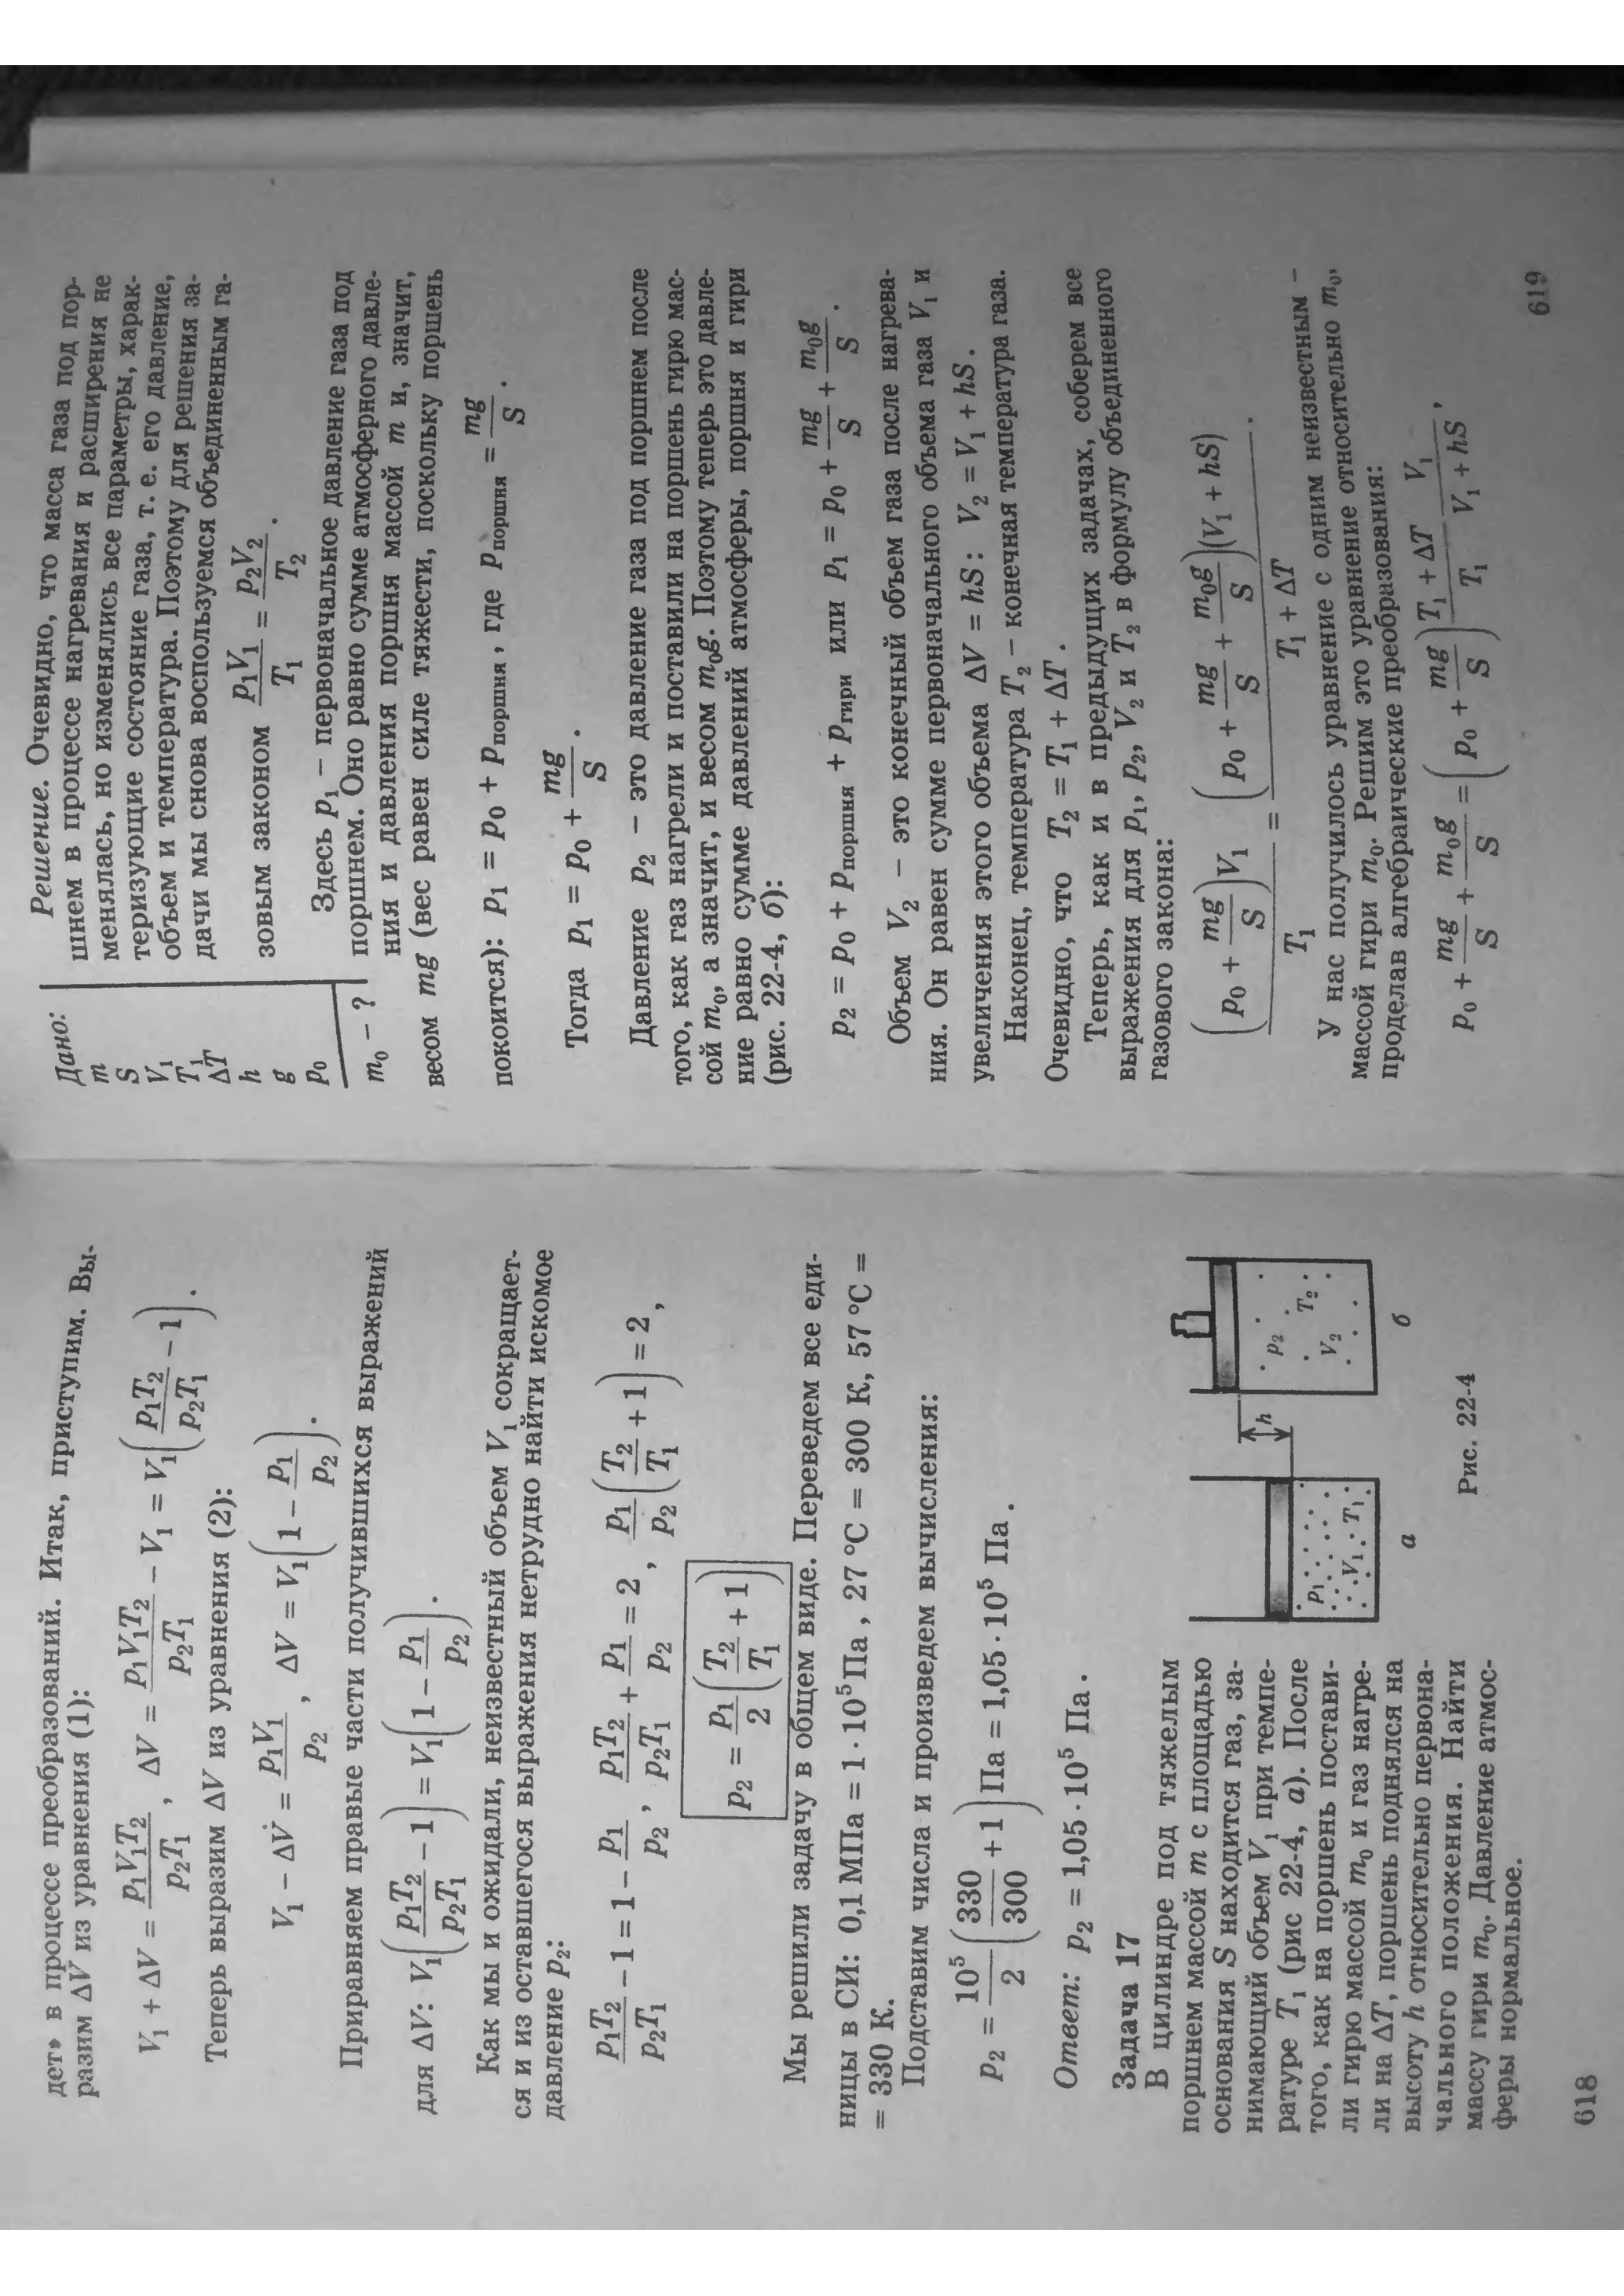 дет» в процессе преобразований. Итак, приступим. Вы-
разим ΔV из уравнения (1):
V₁ + ΔV = p₁V₁T₂/p₂T₁ , ΔV = p₁V₁T₂/p₂T₁ − V₁ = V₁(p₁T₂/p₂T₁ − 1).
Теперь выразим ΔV из уравнения (2):
V₁ − ΔV = p₁V₁/p₂ , ΔV = V₁(1 − p₁/p₂).
Приравняем правые части получившихся выражений
для ΔV: V₁(p₁T₂/p₂T₁ − 1) = V₁(1 − p₁/p₂).
Как мы и ожидали, неизвестный объем V₁ сокращает-
ся и из оставшегося выражения нетрудно найти искомое
давление p₂:
p₁T₂/p₂T₁ − 1 = 1 − p₁/p₂ , p₁T₂/p₂T₁ + p₁/p₂ = 2 , p₁/p₂(T₂/T₁ + 1) = 2 ,
p₂ = p₁/2(T₂/T₁ + 1)
Мы решили задачу в общем виде. Переведем все еди-
ницы в СИ: 0,1 МПа = 1·10⁵ Па , 27 °C = 300 К, 57 °C =
= 330 К.
Подставим числа и произведем вычисления:
p₂ = 10⁵/2(330/300 + 1) Па = 1,05·10⁵ Па .
Ответ: p₂ = 1,05·10⁵ Па .
Задача 17
В цилиндре под тяжелым
поршнем массой m с площадью
основания S находится газ, за-
нимающий объем V₁ при темпе-
ратуре T₁ (рис 22-4, а). После
того, как на поршень постави-
ли гирю массой m₀ и газ нагре-
ли на ΔT, поршень поднялся на
высоту h относительно первона-
чального положения. Найти
массу гири m₀. Давление атмос-
феры нормальное.
p₁
V₁ T₁
а
h
p₂
V₂ T₂
б
Рис. 22-4
618
Дано:
m
S
V₁
T₁
ΔT
h
g
p₀
m₀ − ?
Решение. Очевидно, что масса газа под пор-
шнем в процессе нагревания и расширения не
менялась, но изменялись все параметры, харак-
теризующие состояние газа, т. е. его давление,
объем и температура. Поэтому для решения за-
дачи мы снова воспользуемся объединенным га-
зовым законом p₁V₁/T₁ = p₂V₂/T₂ .
Здесь p₁ − первоначальное давление газа под
поршнем. Оно равно сумме атмосферного давле-
ния и давления поршня массой m и, значит,
весом mg (вес равен силе тяжести, поскольку поршень
покоится): p₁ = p₀ + pпоршня , где pпоршня = mg/S .
Тогда p₁ = p₀ + mg/S .
Давление p₂ − это давление газа под поршнем после
того, как газ нагрели и поставили на поршень гирю мас-
сой m₀, а значит, и весом m₀g. Поэтому теперь это давле-
ние равно сумме давлений атмосферы, поршня и гири
(рис. 22-4, б):
p₂ = p₀ + pпоршня + pгири или p₁ = p₀ + mg/S + m₀g/S .
Объем V₂ − это конечный объем газа после нагрева-
ния. Он равен сумме первоначального объема газа V₁ и
увеличения этого объема ΔV = hS : V₂ = V₁ + hS .
Наконец, температура T₂ − конечная температура газа.
Очевидно, что T₂ = T₁ + ΔT .
Теперь, как и в предыдущих задачах, соберем все
выражения для p₁, p₂, V₂ и T₂ в формулу объединенного
газового закона:
(p₀ + mg/S)V₁/T₁ = (p₀ + mg/S + m₀g/S)(V₁ + hS)/(T₁ + ΔT) .
У нас получилось уравнение с одним неизвестным −
массой гири m₀. Решим это уравнение относительно m₀,
проделав алгебраические преобразования:
p₀ + mg/S + m₀g/S = (p₀ + mg/S) (T₁ + ΔT)/T₁ V₁/(V₁ + hS) ,
619